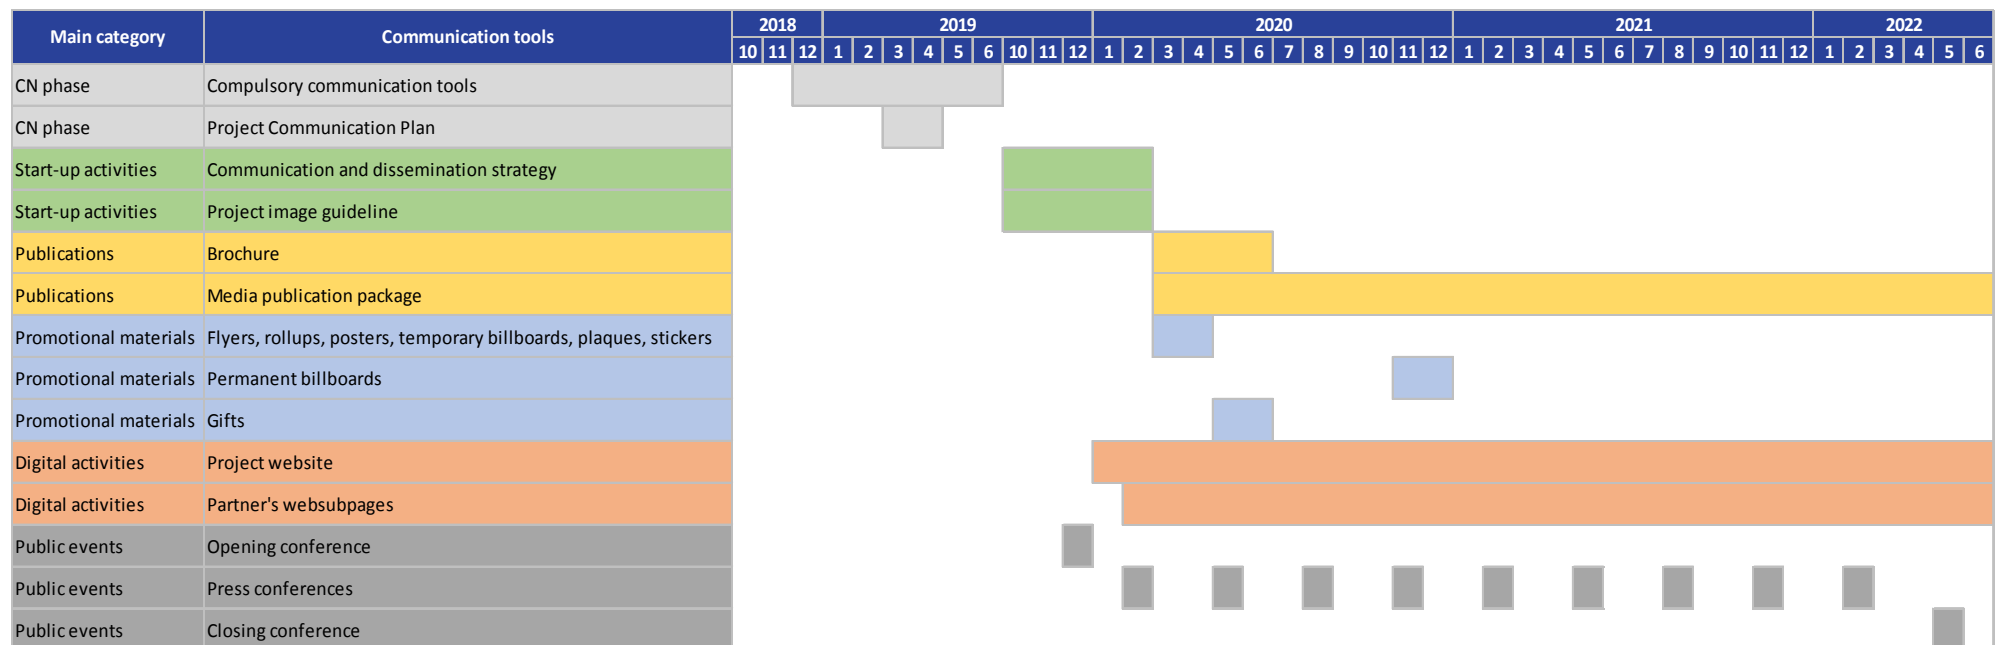 Main category Communication tools 2018 2019 2020 2021 2022
10 11 12 1 2 3 4 5 6 10 11 12 1 2 3 4 5 6 7 8 9 10 11 12 1 2 3 4 5 6 7 8 9 10 11 12 1 2 3 4 5 6
CN phase Compulsory communication tools
CN phase Project Communication Plan
Start-up activities Communication and dissemination strategy
Start-up activities Project image guideline
Publications Brochure
Publications Media publication package
Promotional materials Flyers, rollups, posters, temporary billboards, plaques, stickers
Promotional materials Permanent billboards
Promotional materials Gifts
Digital activities Project website
Digital activities Partner's websubpages
Public events Opening conference
Public events Press conferences
Public events Closing conference